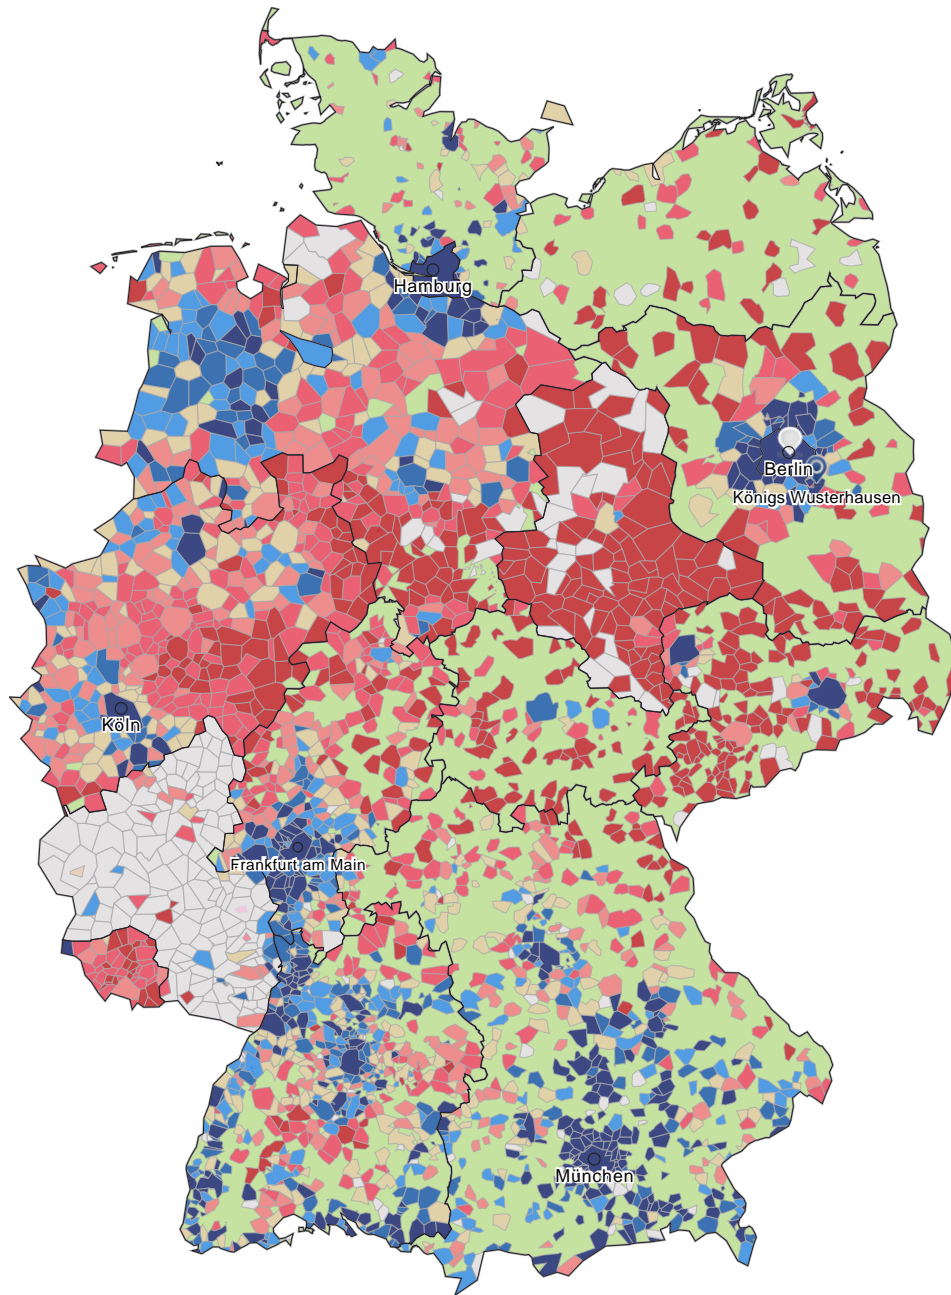 Hamburg
Berlin
Königs Wusterhausen
Köln
Frankfurt am Main
München